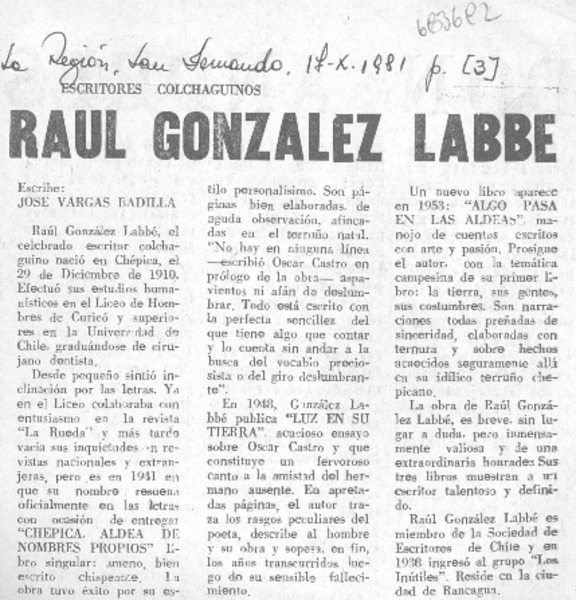 683682
La Región, San Fernando, 17-X-1981 p. [3].
ESCRITORES COLCHAGUINOS
RAUL GONZALEZ LABBE
Escribe:
JOSE VARGAS BADILLA
Raúl González Labbé, el
celebrado escritor colcha-
guino nació en Chépica, el
29 de Diciembre de 1910.
Efectuó sus estudios huma-
nísticos en el Liceo de Hom-
bres de Curicó y superio-
res en la Universidad de
Chile, graduándose de ciru-
jano dentista.
Desde pequeño sintió in-
clinación por las letras. Ya
en el Liceo colaboraba con
entusiasmo en la revista
"La Rueda" y más tarde
vacia sus inquietudes en re-
vistas nacionales y extran-
jeras, pero es en 1941 en
que su nombre resuena
oficialmente en las letras
con ocasión de entregar
"CHEPICA, ALDEA DE
NOMBRES PROPIOS" li-
bro singular; ameno, bien
escrito chispeante. La
obra tuvo éxito por su es-
tilo personalísimo. Son pá-
ginas bien elaboradas, de
aguda observación, afinca-
das en el terruño natal.
"No hay en ninguna línea
—escribió Oscar Castro en
prólogo de la obra— aspa-
vientos ni afán de deslum-
brar. Todo está escrito con
la perfecta sencillez del
que tiene algo que contar
y lo cuenta sin andar a la
busca del vocablo precio-
sista o del giro deslumbran-
te".
En 1948, González Lab-
bé publica "LUZ EN SU
TIERRA" acucioso ensayo
sobre Oscar Castro y que
constituye un fervoroso
canto a la amistad del her-
mano ausente. En apreta-
das páginas, el autor tra-
za los rasgos peculiares del
poeta, describe al hombre
y su obra y sopesa, en fin,
los años transcurridos lue-
go de su sensible falleci-
miento.
Un nuevo libro aparece
en 1953: "ALGO PASA
EN LAS ALDEAS", ma-
nojo de cuentos escritos
con arte y pasión. Prosigue
el autor, con la temática
campesina de su primer li-
bro: la tierra, sus gentes,
sus costumbres. Son narra-
ciones todas preñadas de
sinceridad, elaboradas con
ternura y sobre hechos
acaecidos seguramente allá
en su idílico terruño che-
picano.
La obra de Raúl Gonzá-
lez Labbé, es breve, sin lu-
gar a duda, pero inmensa-
mente valiosa y de una
extraordinaria honradez Sus
tres libros muestran a un
escritor talentoso y defini-
do.
Raúl González Labbé es
miembro de la Sociedad de
Escritores de Chile y en
1938 ingresó al grupo "Los
Inútiles". Reside en la ciu-
dad de Rancagua.